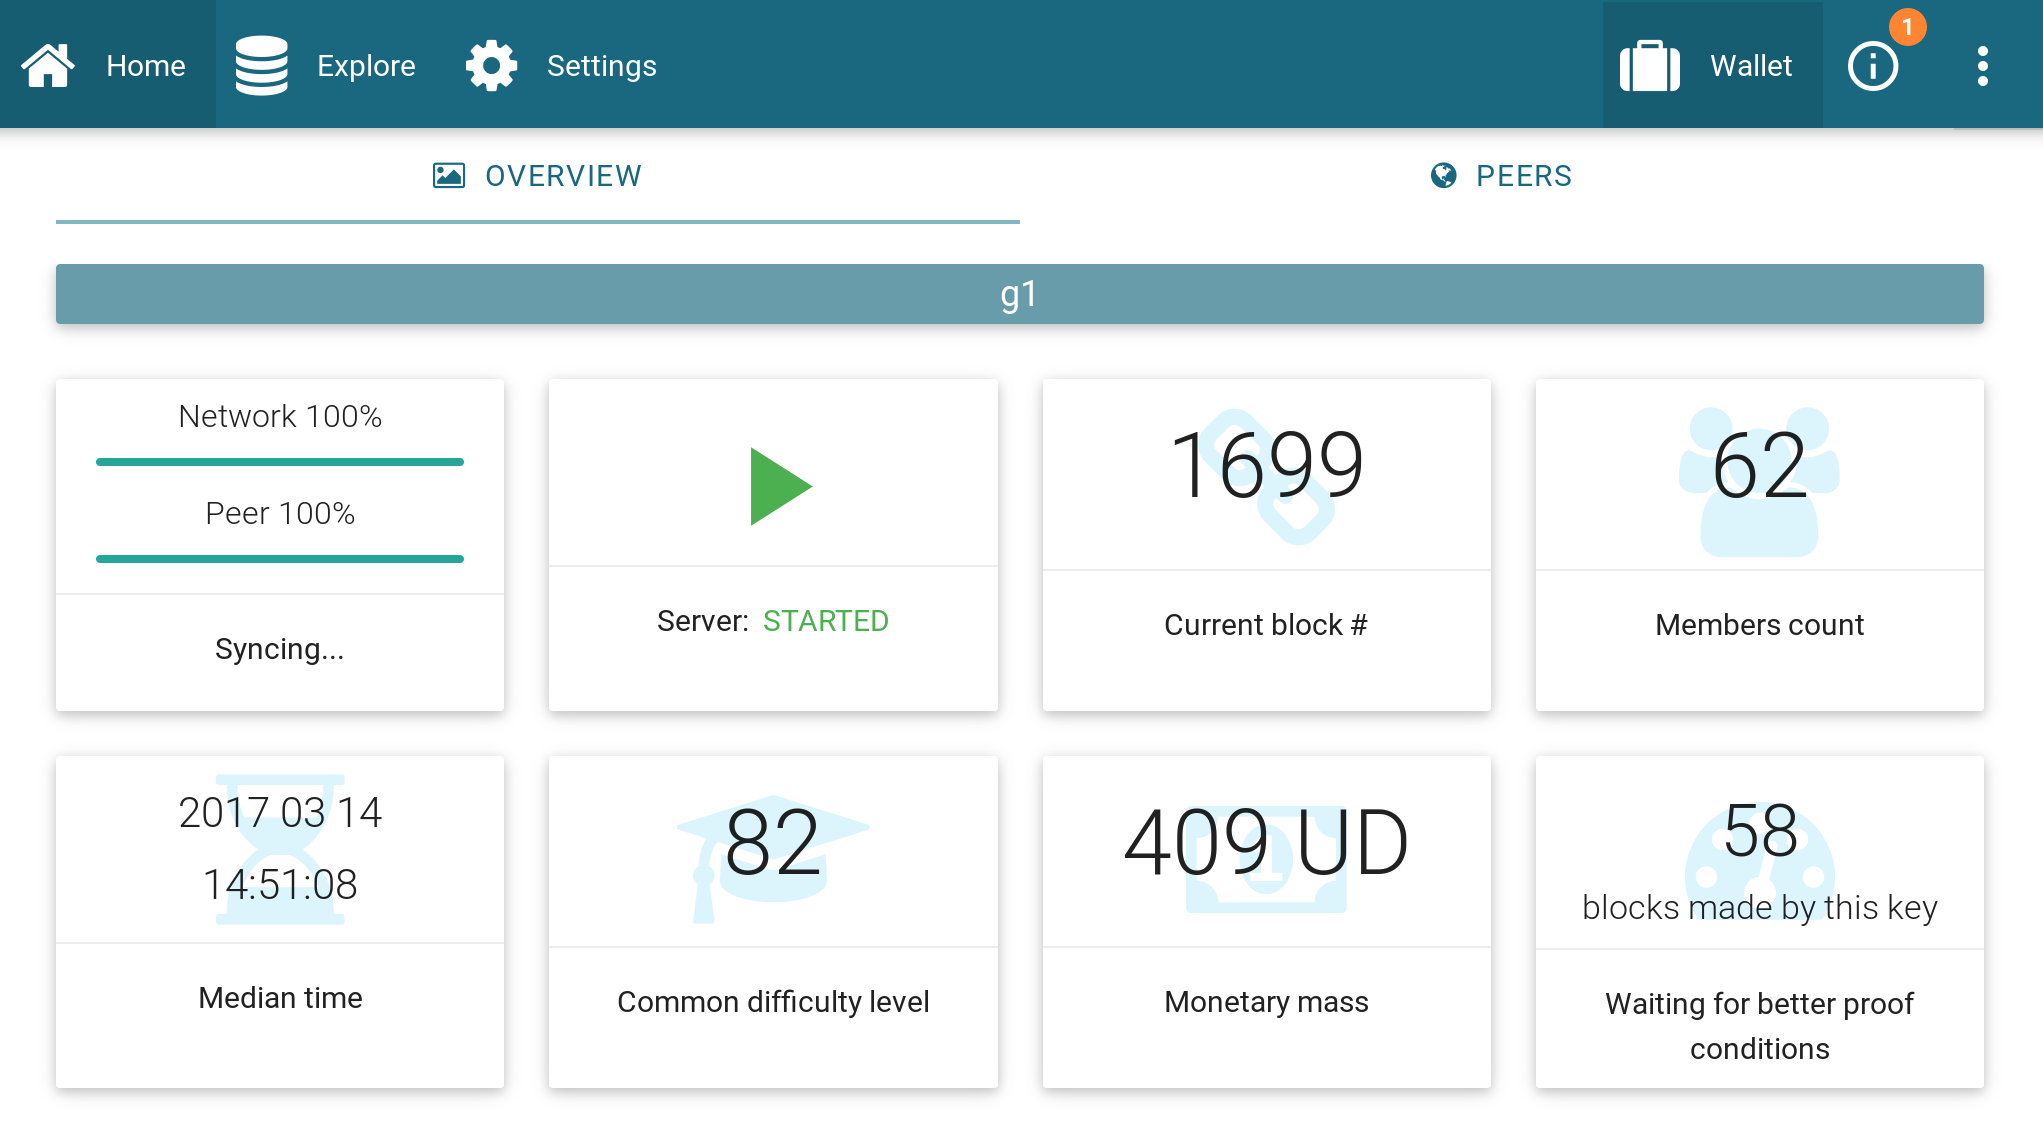 Home
Explore
Settings
Wallet
1
OVERVIEW
PEERS
g1
Network 100%
Peer 100%
Syncing...
Server: STARTED
1699
Current block #
62
Members count
2017 03 14
14:51:08
Median time
82
Common difficulty level
409 UD
1
Monetary mass
58
blocks made by this key
Waiting for better proof
conditions